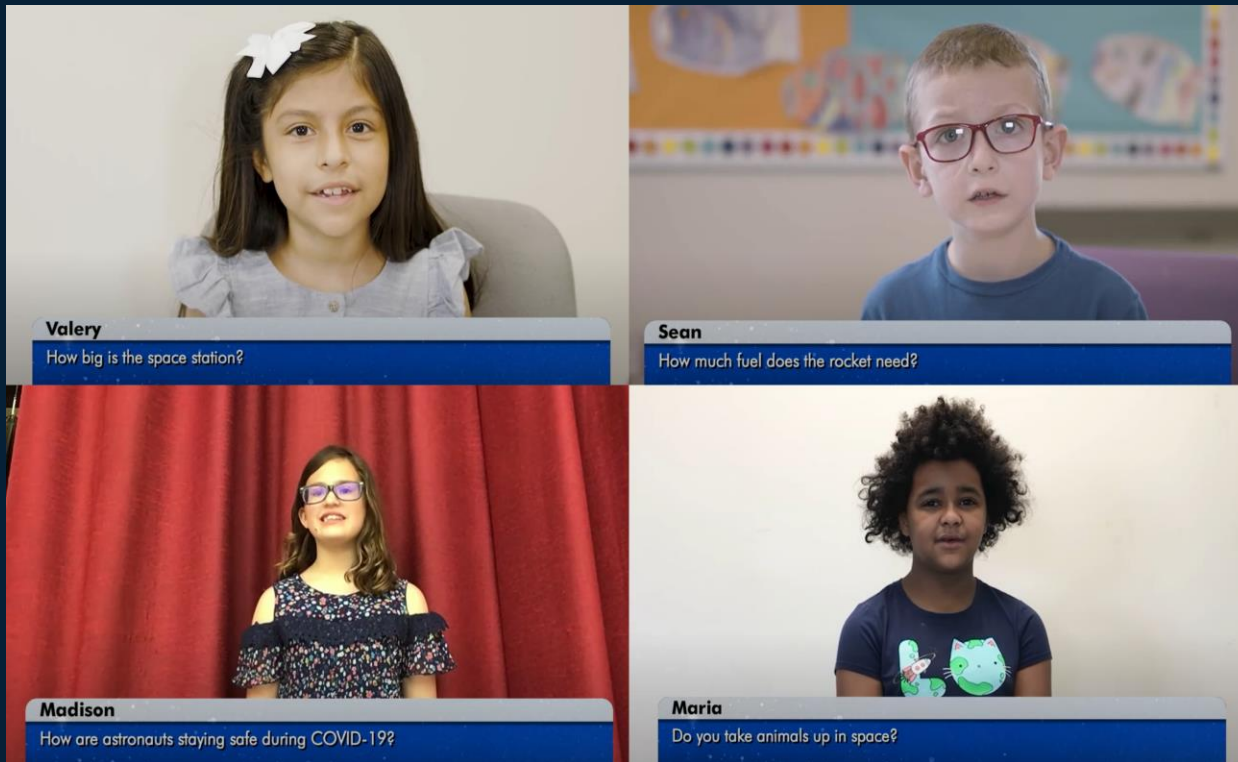 Valery
How big is the space station?
Sean
How much fuel does the rocket need?
Madison
How are astronauts staying safe during COVID-19?
Maria
Do you take animals up in space?